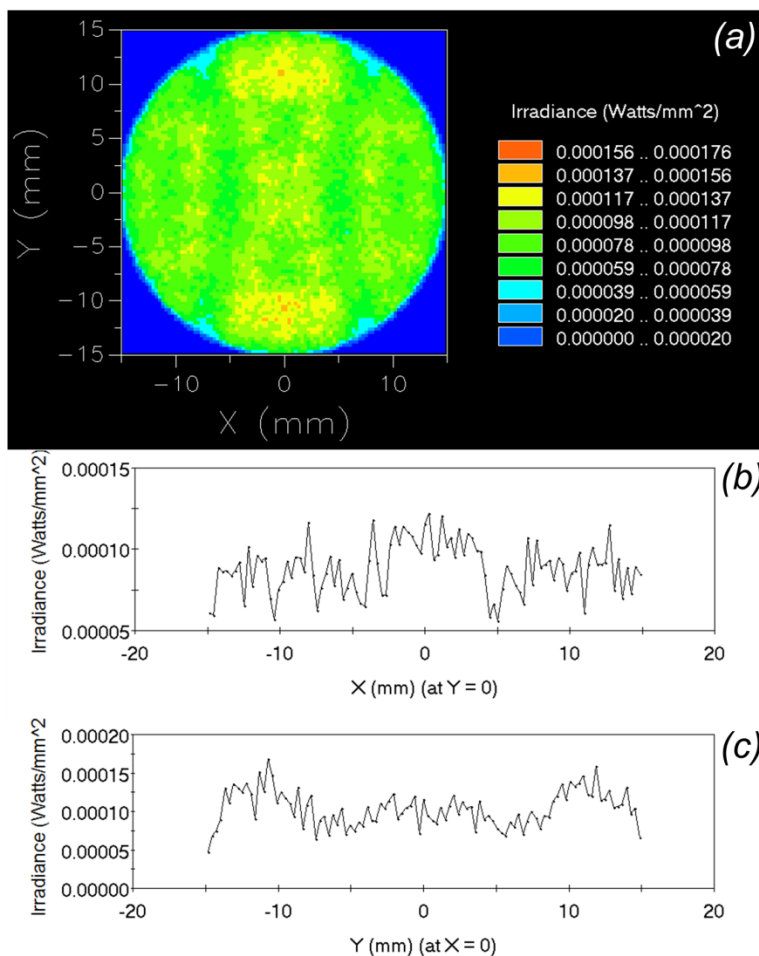 (a)
15
10
5
0
−5
−10
−15
Y (mm)
−10 0 10
X (mm)
Irradiance (Watts/mm^2)
0.000156 .. 0.000176
0.000137 .. 0.000156
0.000117 .. 0.000137
0.000098 .. 0.000117
0.000078 .. 0.000098
0.000059 .. 0.000078
0.000039 .. 0.000059
0.000020 .. 0.000039
0.000000 .. 0.000020
(b)
Irradiance (Watts/mm^2)
0.00015
0.00010
0.00005
-20 -10 0 10 20
X (mm) (at Y = 0)
(c)
Irradiance (Watts/mm^2
0.00020
0.00015
0.00010
0.00005
0.00000
-20 -10 0 10 20
Y (mm) (at X = 0)